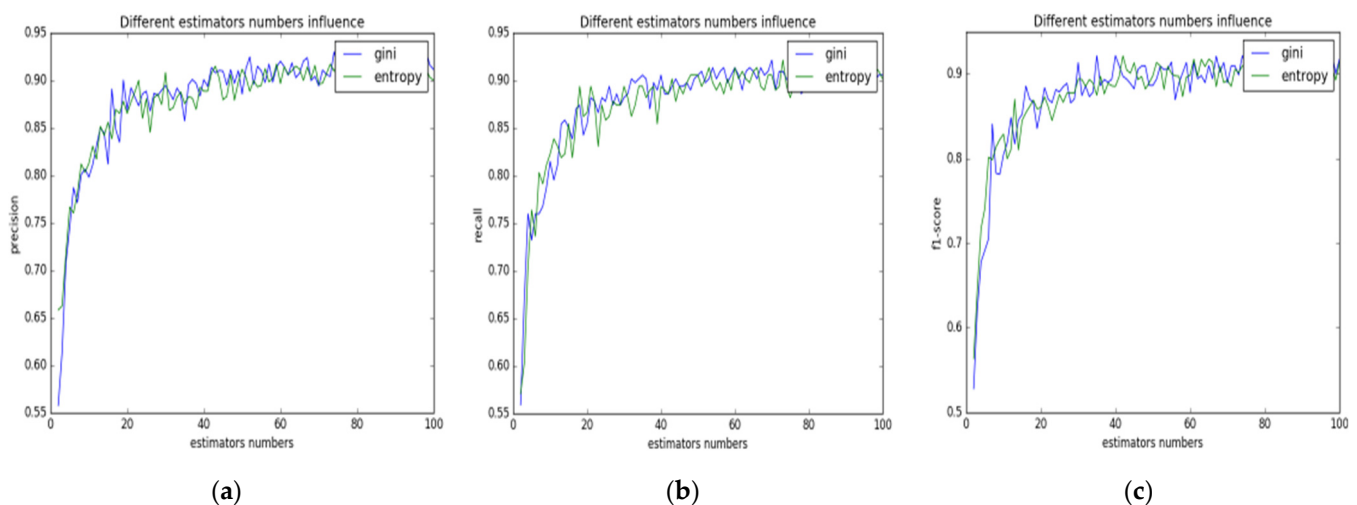 Different estimators numbers influence
0.95
0.90
0.85
0.80
0.75
0.70
0.65
0.60
0.55
precision
gini
entropy
0 20 40 60 80 100
estimators numbers
(a)
Different estimators numbers influence
0.95
0.90
0.85
0.80
0.75
0.70
0.65
0.60
0.55
recall
gini
entropy
0 20 40 60 80 100
estimators numbers
(b)
Different estimators numbers influence
0.9
0.8
0.7
0.6
0.5
f1-score
gini
entropy
0 20 40 60 80 100
estimators numbers
(c)